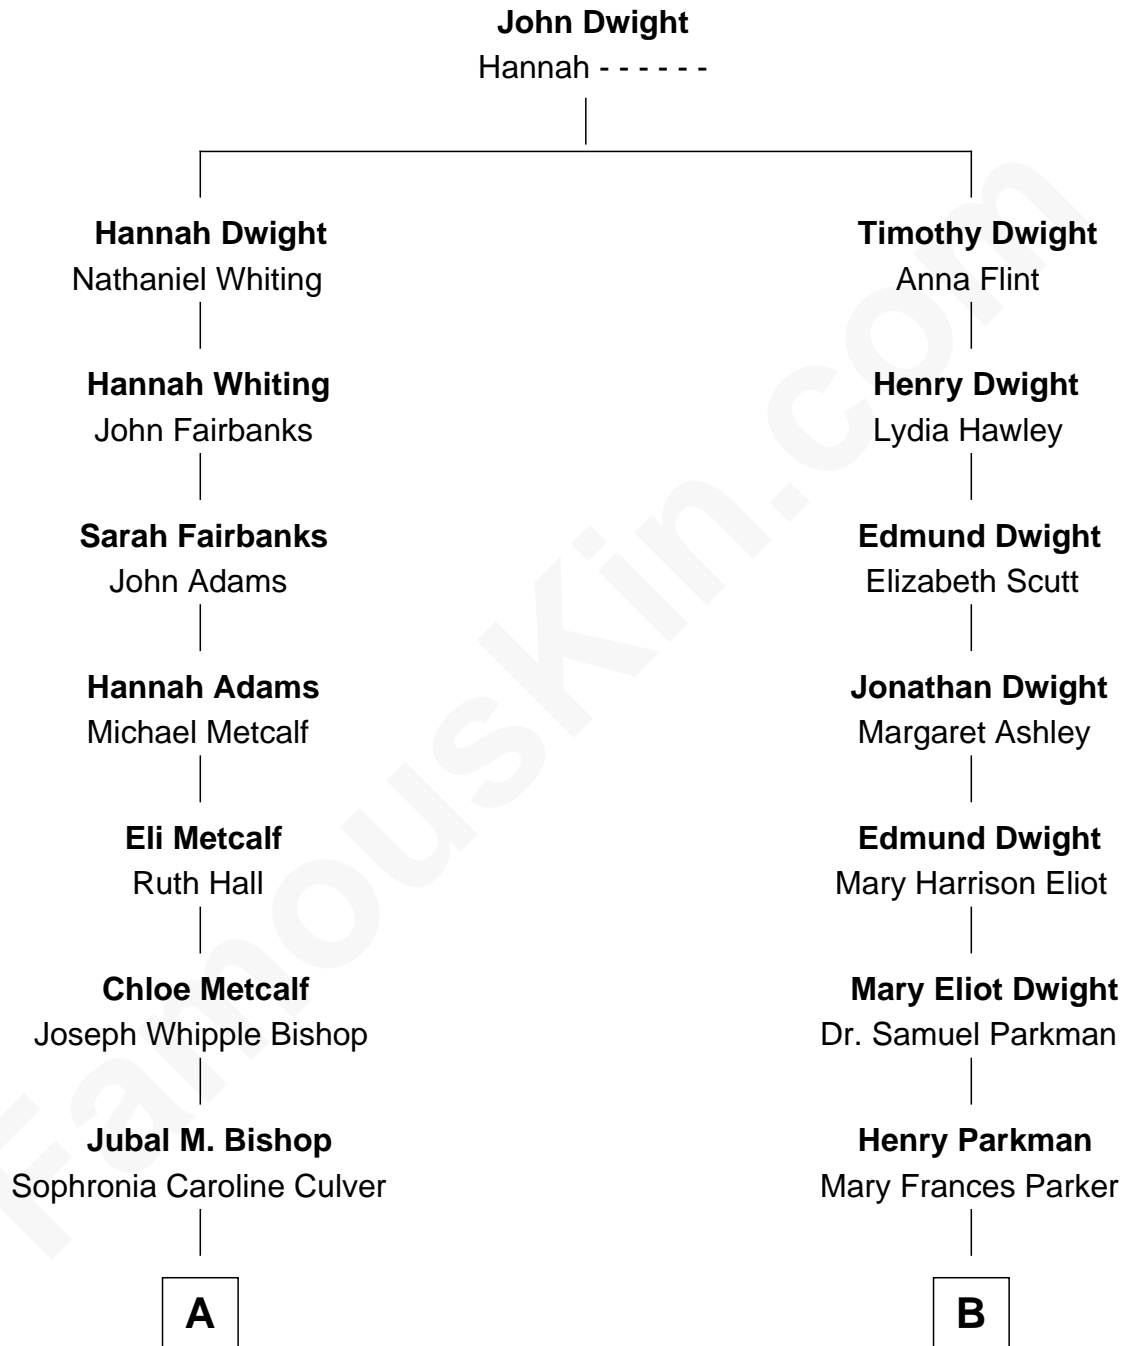 John Dwight
Hannah - - - - - -
Hannah Dwight
Nathaniel Whiting
Timothy Dwight
Anna Flint
Hannah Whiting
John Fairbanks
Henry Dwight
Lydia Hawley
Sarah Fairbanks
John Adams
Edmund Dwight
Elizabeth Scutt
Hannah Adams
Michael Metcalf
Jonathan Dwight
Margaret Ashley
Eli Metcalf
Ruth Hall
Edmund Dwight
Mary Harrison Eliot
Chloe Metcalf
Joseph Whipple Bishop
Mary Eliot Dwight
Dr. Samuel Parkman
Jubal M. Bishop
Sophronia Caroline Culver
Henry Parkman
Mary Frances Parker
A
B
FamousKin.com